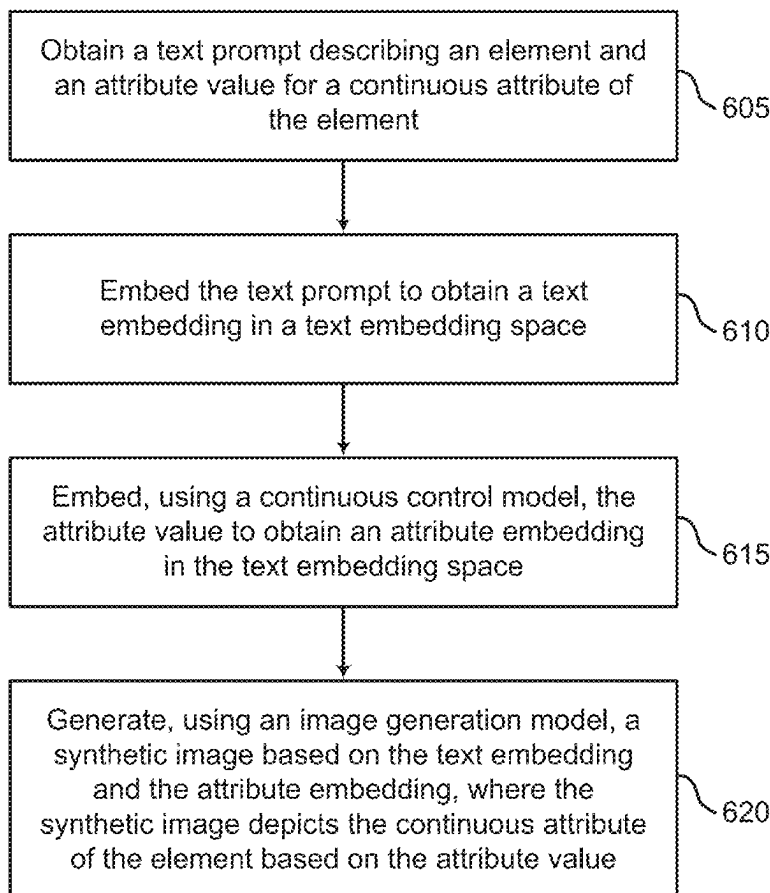 Obtain a text prompt describing an element and
an attribute value for a continuous attribute of
the element
605
Embed the text prompt to obtain a text
embedding in a text embedding space
610
Embed, using a continuous control model, the
attribute value to obtain an attribute embedding
in the text embedding space
615
Generate, using an image generation model, a
synthetic image based on the text embedding
and the attribute embedding, where the
synthetic image depicts the continuous attribute
of the element based on the attribute value
620